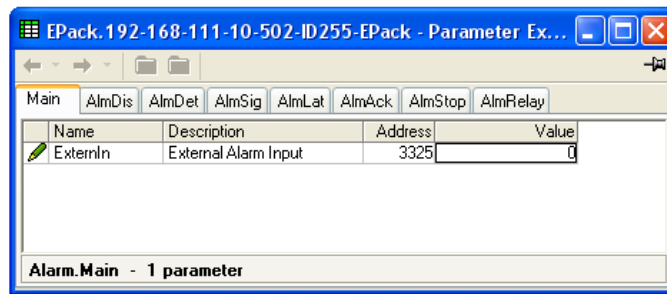 EPack.192-168-111-10-502-ID255-EPack - Parameter Ex...
Main AlmDis AlmDet AlmSig AlmLat AlmAck AlmStop AlmRelay
Name Description Address Value
ExternIn External Alarm Input 3325 0
Alarm.Main - 1 parameter